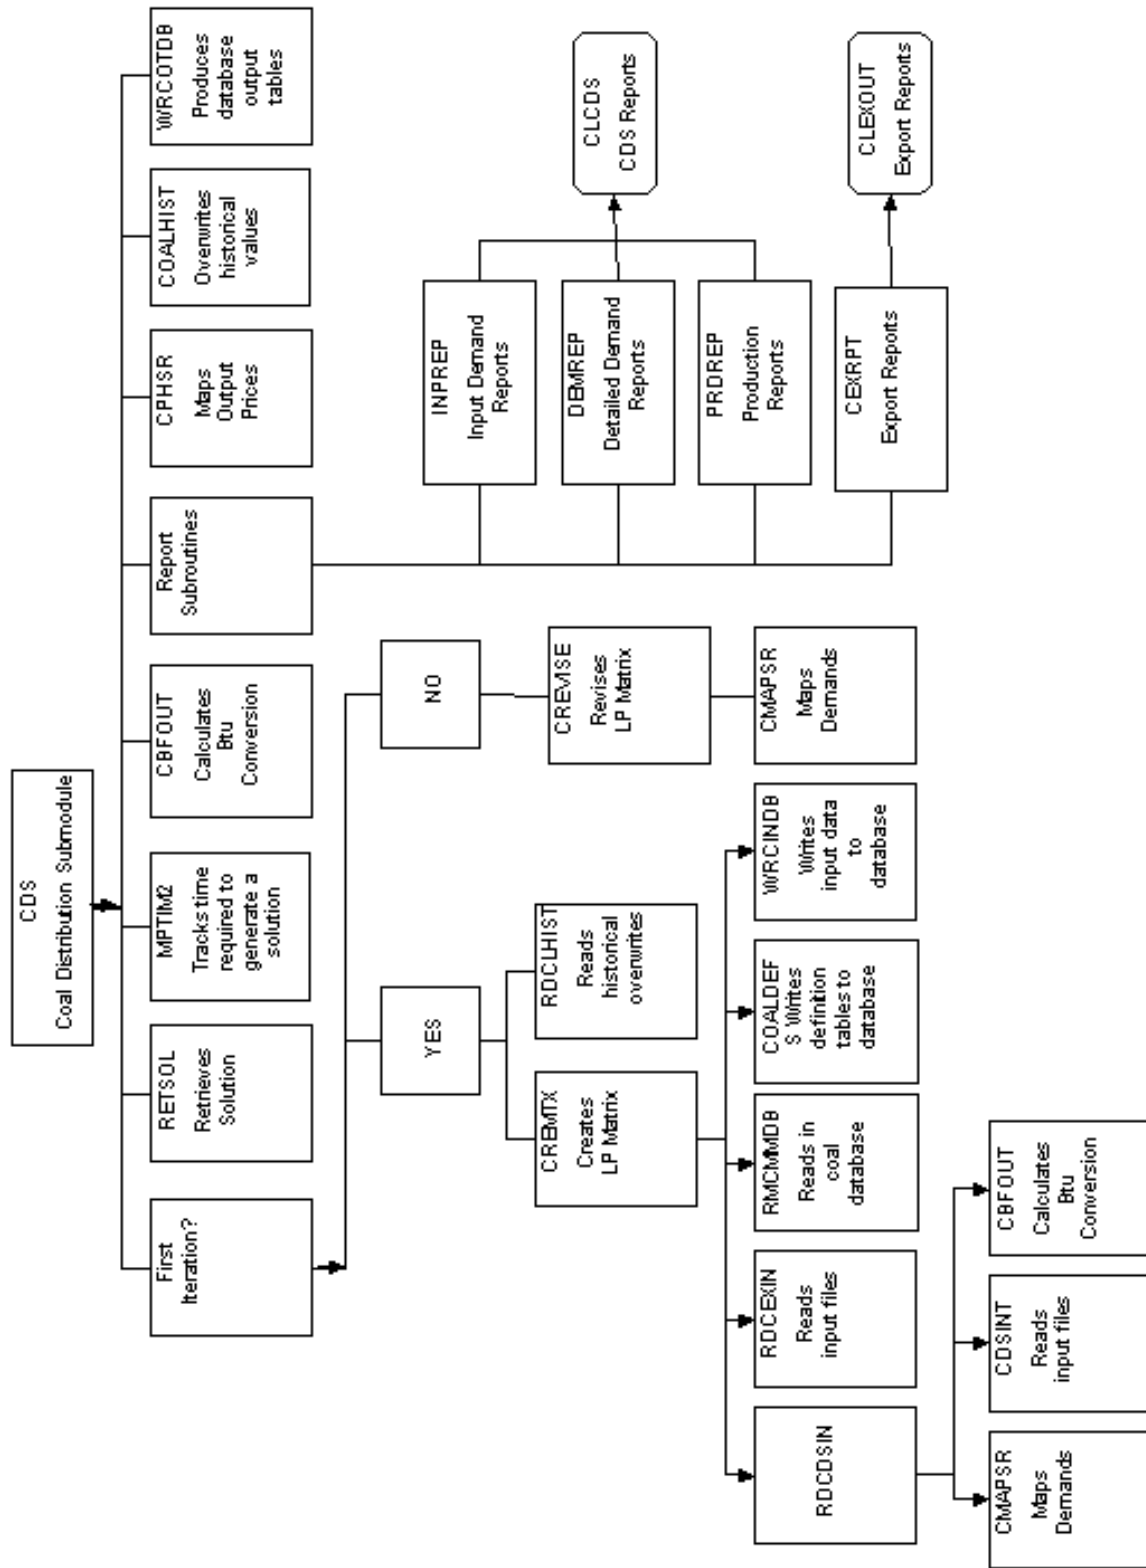 CDS
Coal Distribution Submodule
First
Iteration?
RETSOL
Retrieves
Solution
MPTIM2
Tracks time
required to
generate a
solution
CBFOUT
Calculates
Btu
Conversion
Report
Subroutines
CPHSR
Maps
Output
Prices
COALHIST
Overwrites
historical
values
WRCOTDB
Produces
database
output
tables
YES
NO
INPREP
Input Demand
Reports
DEMREP
Detailed Demand
Reports
PRDREP
Production
Reports
CEXRPT
Export Reports
CLCDS
CDS Reports
CLEXOUT
Export Reports
CREMTX
Creates
LP Matrix
RDCLHIST
Reads
historical
overwrites
CREVISE
Revises
LP Matrix
CMAPSR
Maps
Demands
RDCDSIN
RDCEXIN
Reads
input files
RMCMMDB
Reads in
coal
database
COALDEF
S Writes
definition
tables to
database
WRCINDB
Writes
input data
to
database
CMAPSR
Maps
Demands
CDSINT
Reads
input files
CBFOUT
Calculates
Btu
Conversion